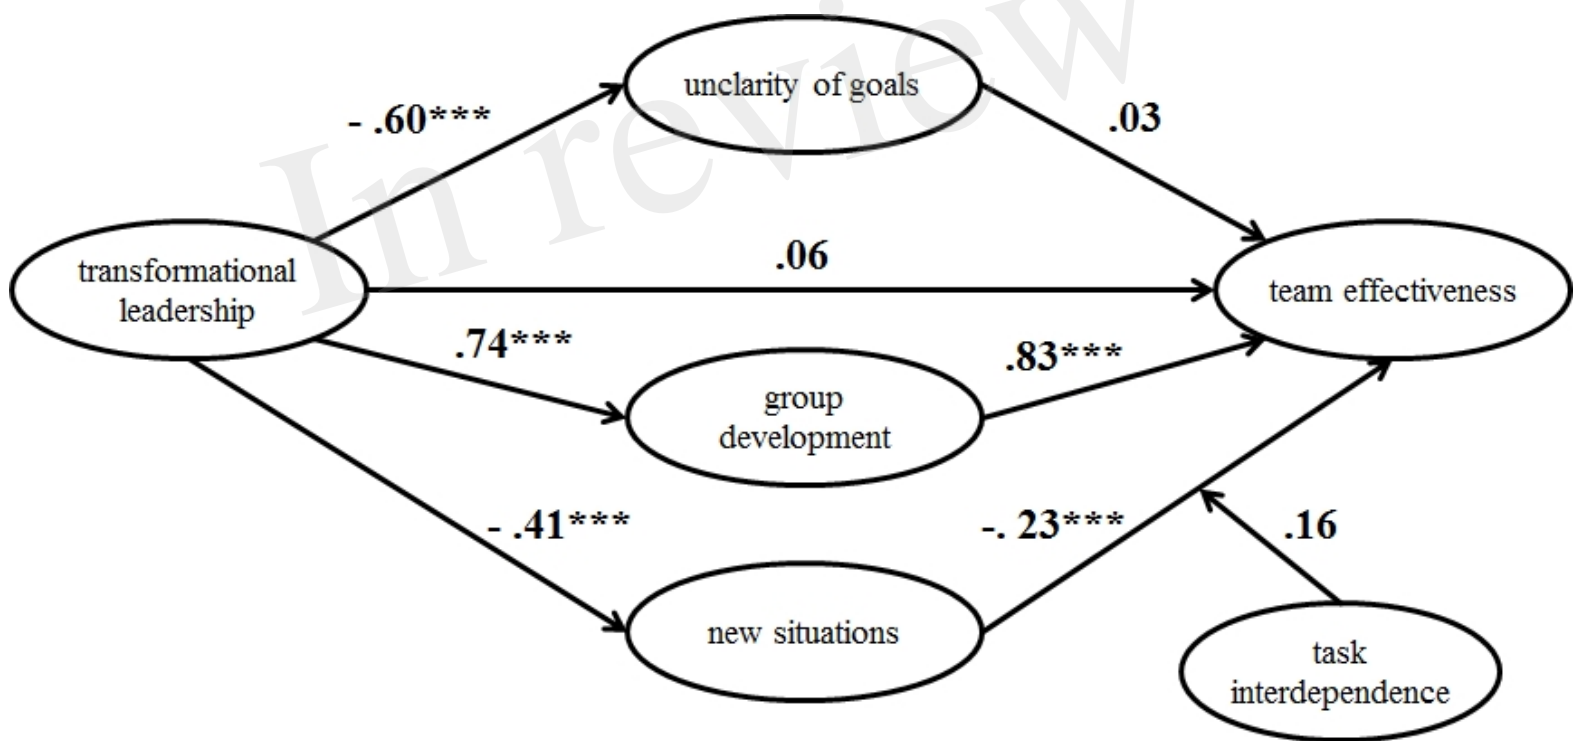 In review
unclarity of goals
- .60***
.03
transformational
leadership
.06
team effectiveness
.74***
.83***
group
development
- .41***
-. 23***
.16
new situations
task
interdependence